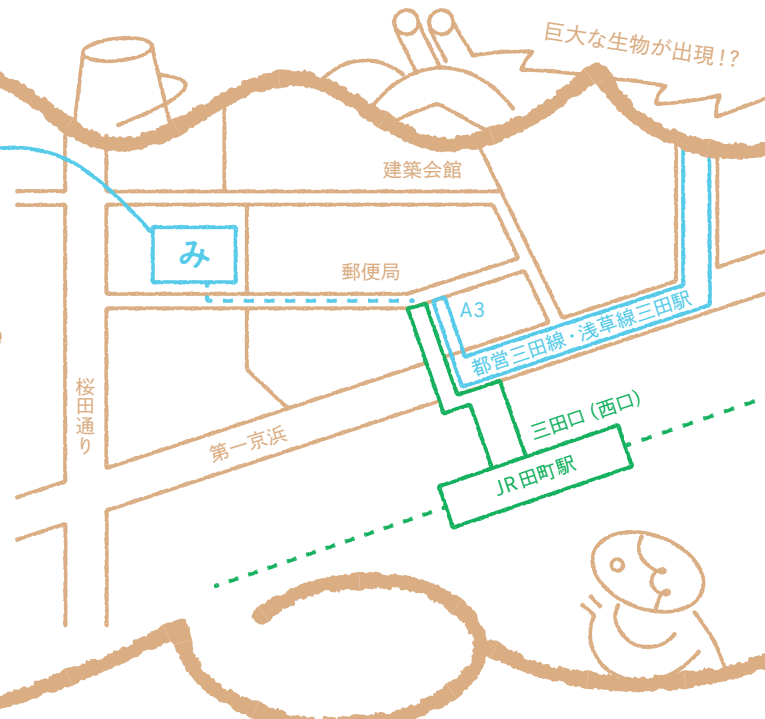 巨大な生物が出現!?
建築会館
み
郵便局
A3
都営三田線・浅草線三田駅
桜田通り
第一京浜
三田口(西口)
JR田町駅